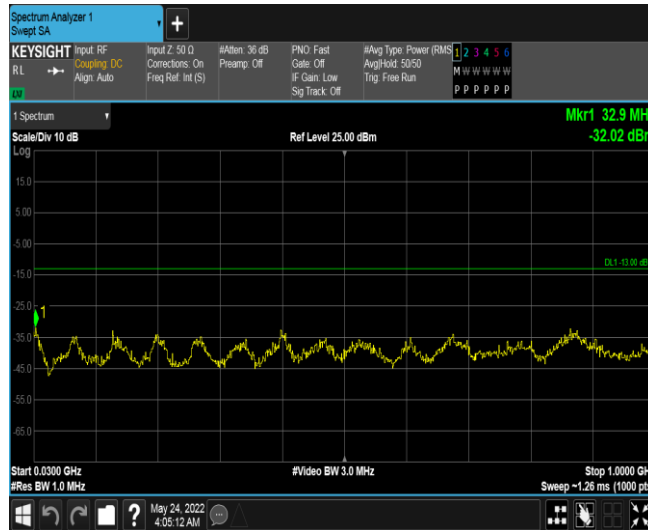 Spectrum Analyzer 1
Swept SA
+
KEYSIGHT
RL
LXI
Input: RF
Coupling: DC
Align: Auto
Input Z: 50 Ω
Corrections: On
Freq Ref: Int (S)
#Atten: 36 dB
Preamp: Off
PNO: Fast
Gate: Off
IF Gain: Low
Sig Track: Off
#Avg Type: Power (RMS
Avg|Hold: 50/50
Trig: Free Run
1 2 3 4 5 6
M W W W W W
P P P P P P
1 Spectrum
Scale/Div 10 dB
Ref Level 25.00 dBm
Mkr1 32.9 MH
-32.02 dBr
Log
15.0
5.00
-5.00
-15.0
-25.0
-35.0
-45.0
-55.0
-65.0
DL1 -13.00 dB
1
Start 0.0300 GHz
#Res BW 1.0 MHz
#Video BW 3.0 MHz
Stop 1.0000 GH
Sweep ~1.26 ms (1000 pt
?
May 24, 2022
4:05:12 AM